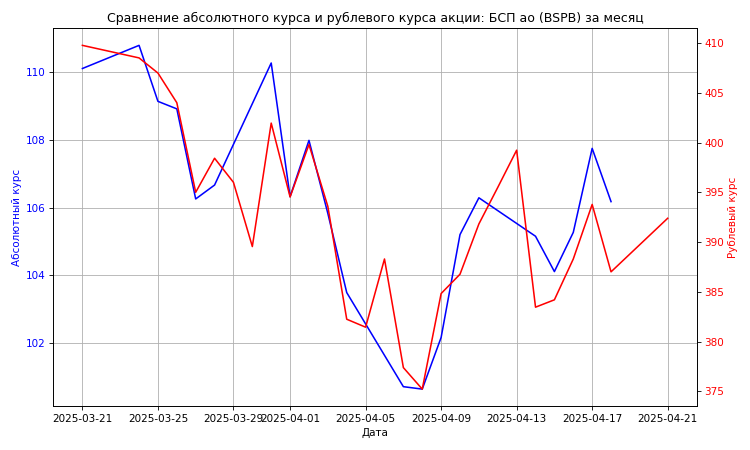 Сравнение абсолютного курса и рублевого курса акции: БСП ао (BSPB) за месяц
Абсолютный курс
110
108
106
104
102
410
405
400
395
390
385
380
375
Рублевый курс
2025-03-21 2025-03-25 2025-03-29 2025-04-01 2025-04-05 2025-04-09 2025-04-13 2025-04-17 2025-04-21
Дата